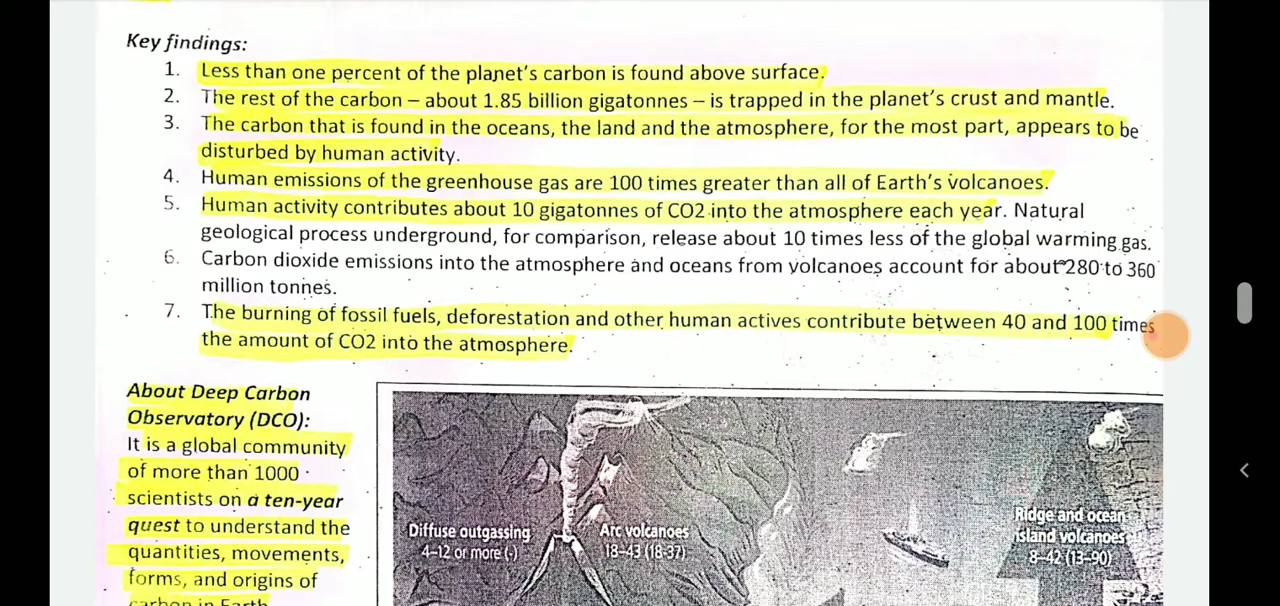 Key findings:
1. Less than one percent of the planet's carbon is found above surface.
2. The rest of the carbon – about 1.85 billion gigatonnes – is trapped in the planet's crust and mantle.
3. The carbon that is found in the oceans, the land and the atmosphere, for the most part, appears to be
disturbed by human activity.
4. Human emissions of the greenhouse gas are 100 times greater than all of Earth's volcanoes.
5. Human activity contributes about 10 gigatonnes of CO2 into the atmosphere each year. Natural
geological process underground, for comparison, release about 10 times less of the global warming gas.
6. Carbon dioxide emissions into the atmosphere and oceans from volcanoes account for about 280 to 360
million tonnes.
7. The burning of fossil fuels, deforestation and other human actives contribute between 40 and 100 times
the amount of CO2 into the atmosphere.
About Deep Carbon
Observatory (DCO):
It is a global community
of more than 1000
scientists on a ten-year
quest to understand the
quantities, movements,
forms, and origins of
carbon in Earth
Diffuse outgassing
4–12 or more (-)
Arc volcanoes
18–43 (18-37)
Ridge and ocean
island volcanoes
8–42 (13–90)